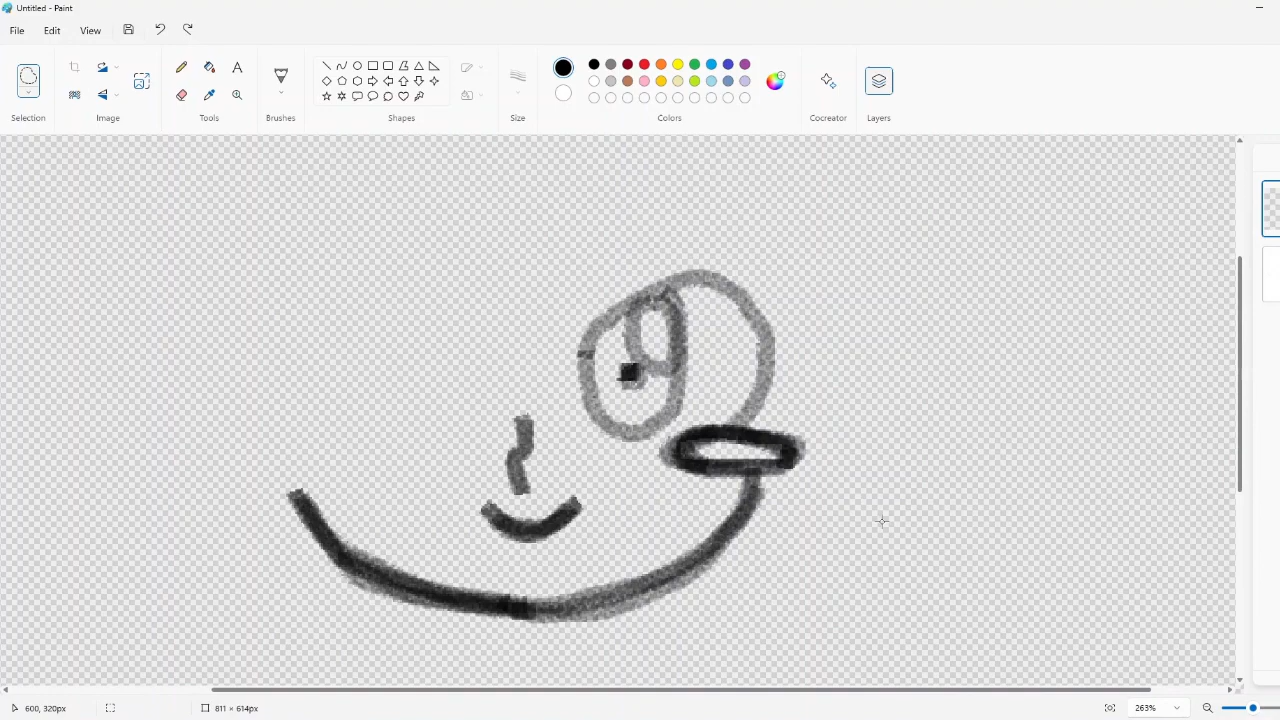 Untitled - Paint
File Edit View
Selection Image Tools Brushes Shapes Size Colors Cocreator Layers
600, 320px 811 × 614px 263%